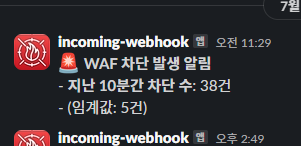 7월
incoming-webhook 앱 오전 11:29
🚨 WAF 차단 발생 알림
- 지난 10분간 차단 수: 38건
- (임계값: 5건)
incoming-webhook 앱 오후 2:49